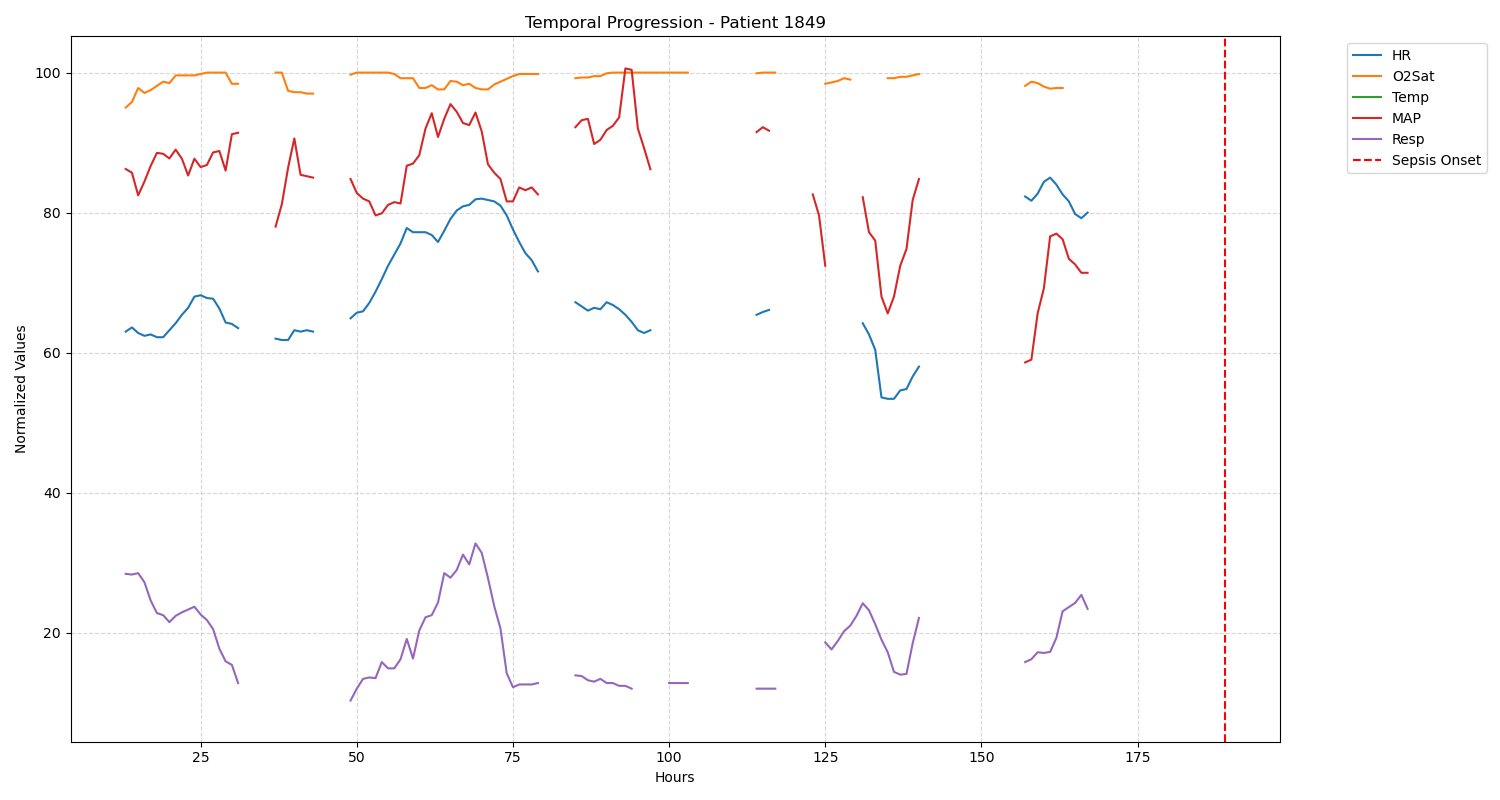 Temporal Progression - Patient 1849
Normalized Values
100
80
60
40
20
25 50 75 100 125 150 175
Hours
HR
O2Sat
Temp
MAP
Resp
Sepsis Onset